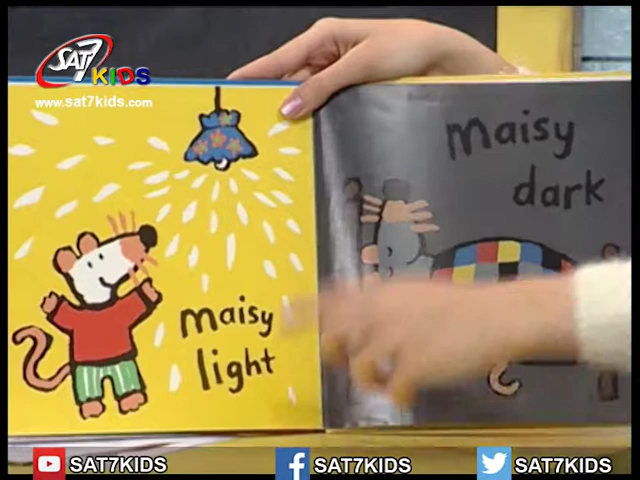 SAT7
KIDS
www.sat7kids.com
maisy
light
maisy
dark
SAT7KIDS
SAT7KIDS
SAT7KIDS